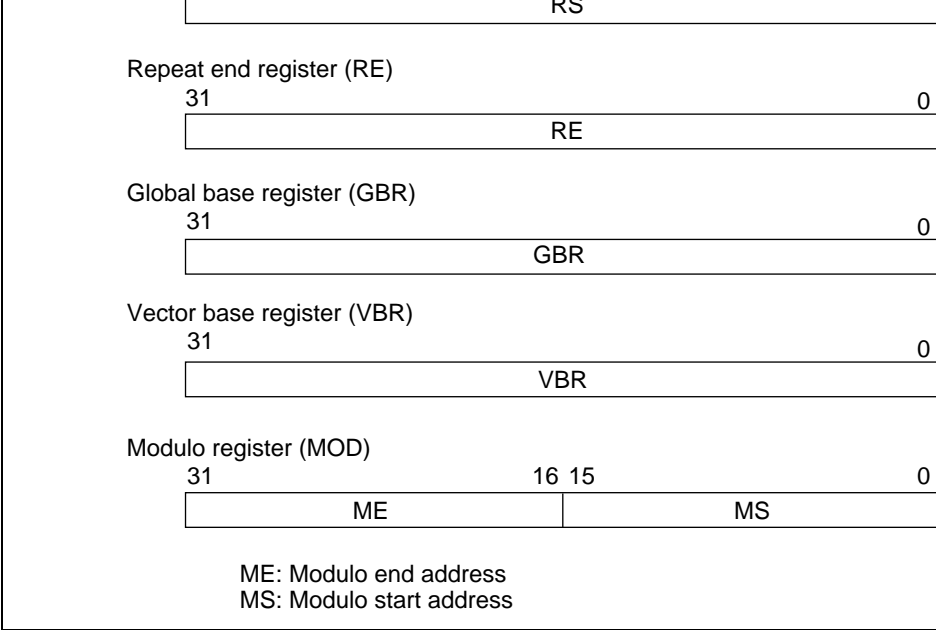 RS
Repeat end register (RE)
31 0
RE
Global base register (GBR)
31 0
GBR
Vector base register (VBR)
31 0
VBR
Modulo register (MOD)
31 16 15 0
ME MS
ME: Modulo end address
MS: Modulo start address